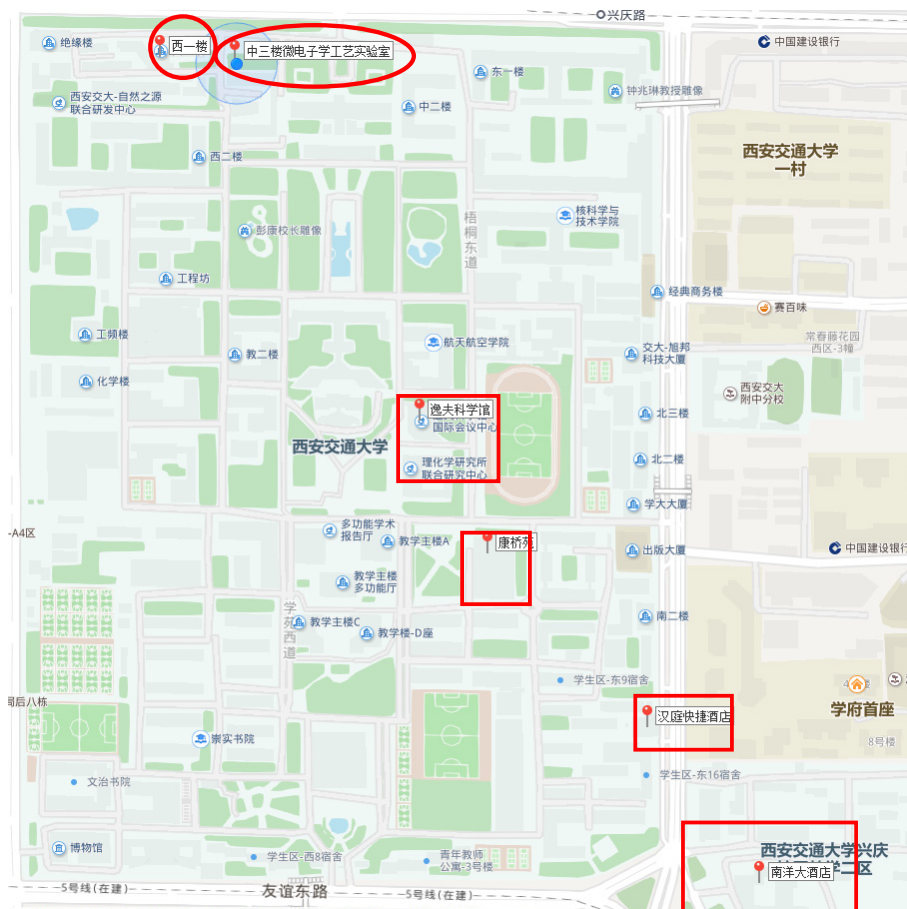 兴庆路
绝缘楼
西一楼
中三楼微电子学工艺实验室
中国建设银行
东一楼
西安交大-自然之源
联合研发中心
中二楼
钟兆琳教授雕像
西二楼
西安交通大学
一村
彭康校长雕像
梧桐东道
核科学与
技术学院
工程坊
经典商务楼
赛百味
工频楼
教二楼
航天航空学院
交大-旭邦
科技大厦
常春藤花园
西区-3幢
化学楼
西安交大
附中分校
逸夫科学馆
国际会议中心
北三楼
西安交通大学
理化学研究所
联合研究中心
北二楼
学大大厦
-A4区
多功能学术
报告厅
教学主楼A
康桥苑
出版大厦
中国建设银行
教学主楼
多功能厅
学苑西道
教学主楼C
教学楼-D座
南二楼
学生区-东9宿舍
后八栋
汉庭快捷酒店
学府首座
崇实书院
8号楼
文治书院
学生区-东16宿舍
博物馆
学生区-西8宿舍
青年教师
公寓-3号楼
西安交通大学兴庆
学二区
南洋大酒店
5号线(在建)
友谊东路
5号线(在建)